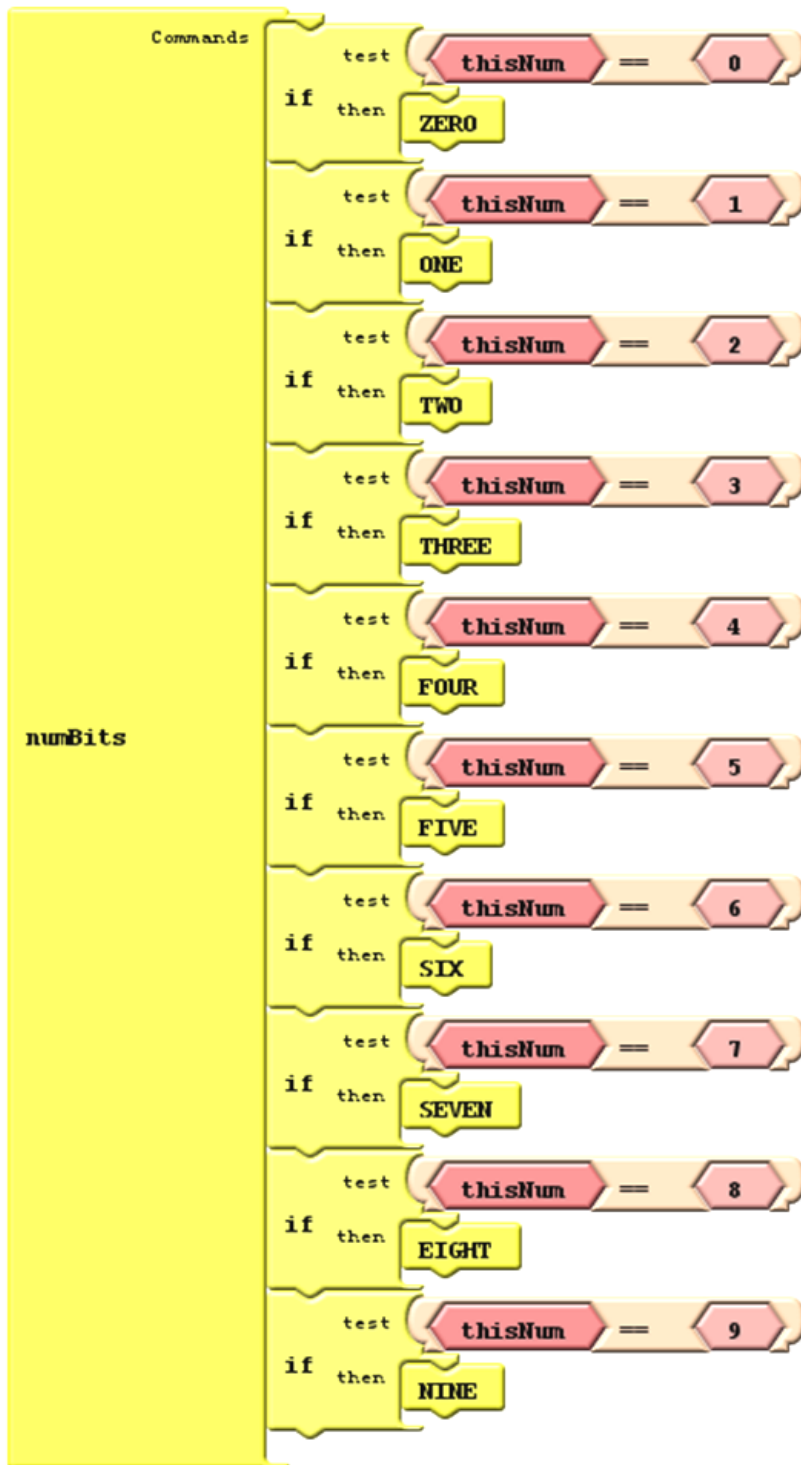 Commands
test thisNum == 0
if
then ZERO
test thisNum == 1
if
then ONE
test thisNum == 2
if
then TWO
test thisNum == 3
if
then THREE
test thisNum == 4
if
then FOUR
numBits
test thisNum == 5
if
then FIVE
test thisNum == 6
if
then SIX
test thisNum == 7
if
then SEVEN
test thisNum == 8
if
then EIGHT
test thisNum == 9
if
then NINE